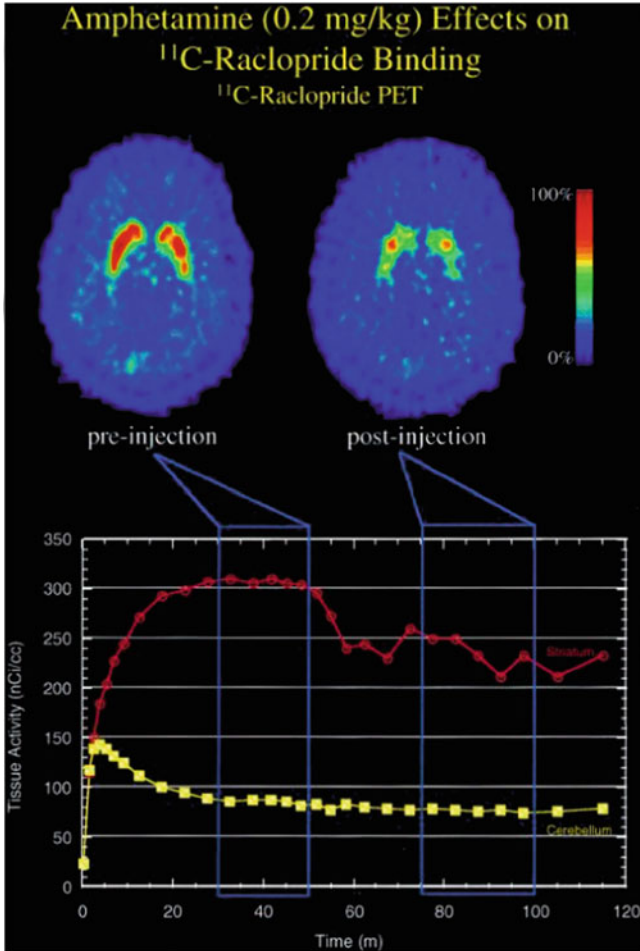 Amphetamine (0.2 mg/kg) Effects on
¹¹C-Raclopride Binding
¹¹C-Raclopride PET
100%
0%
pre-injection
post-injection
350
300
250
200
150
100
50
0
Tissue Activity (nCi/cc)
Striatum
Cerebellum
0 20 40 60 80 100 120
Time (m)